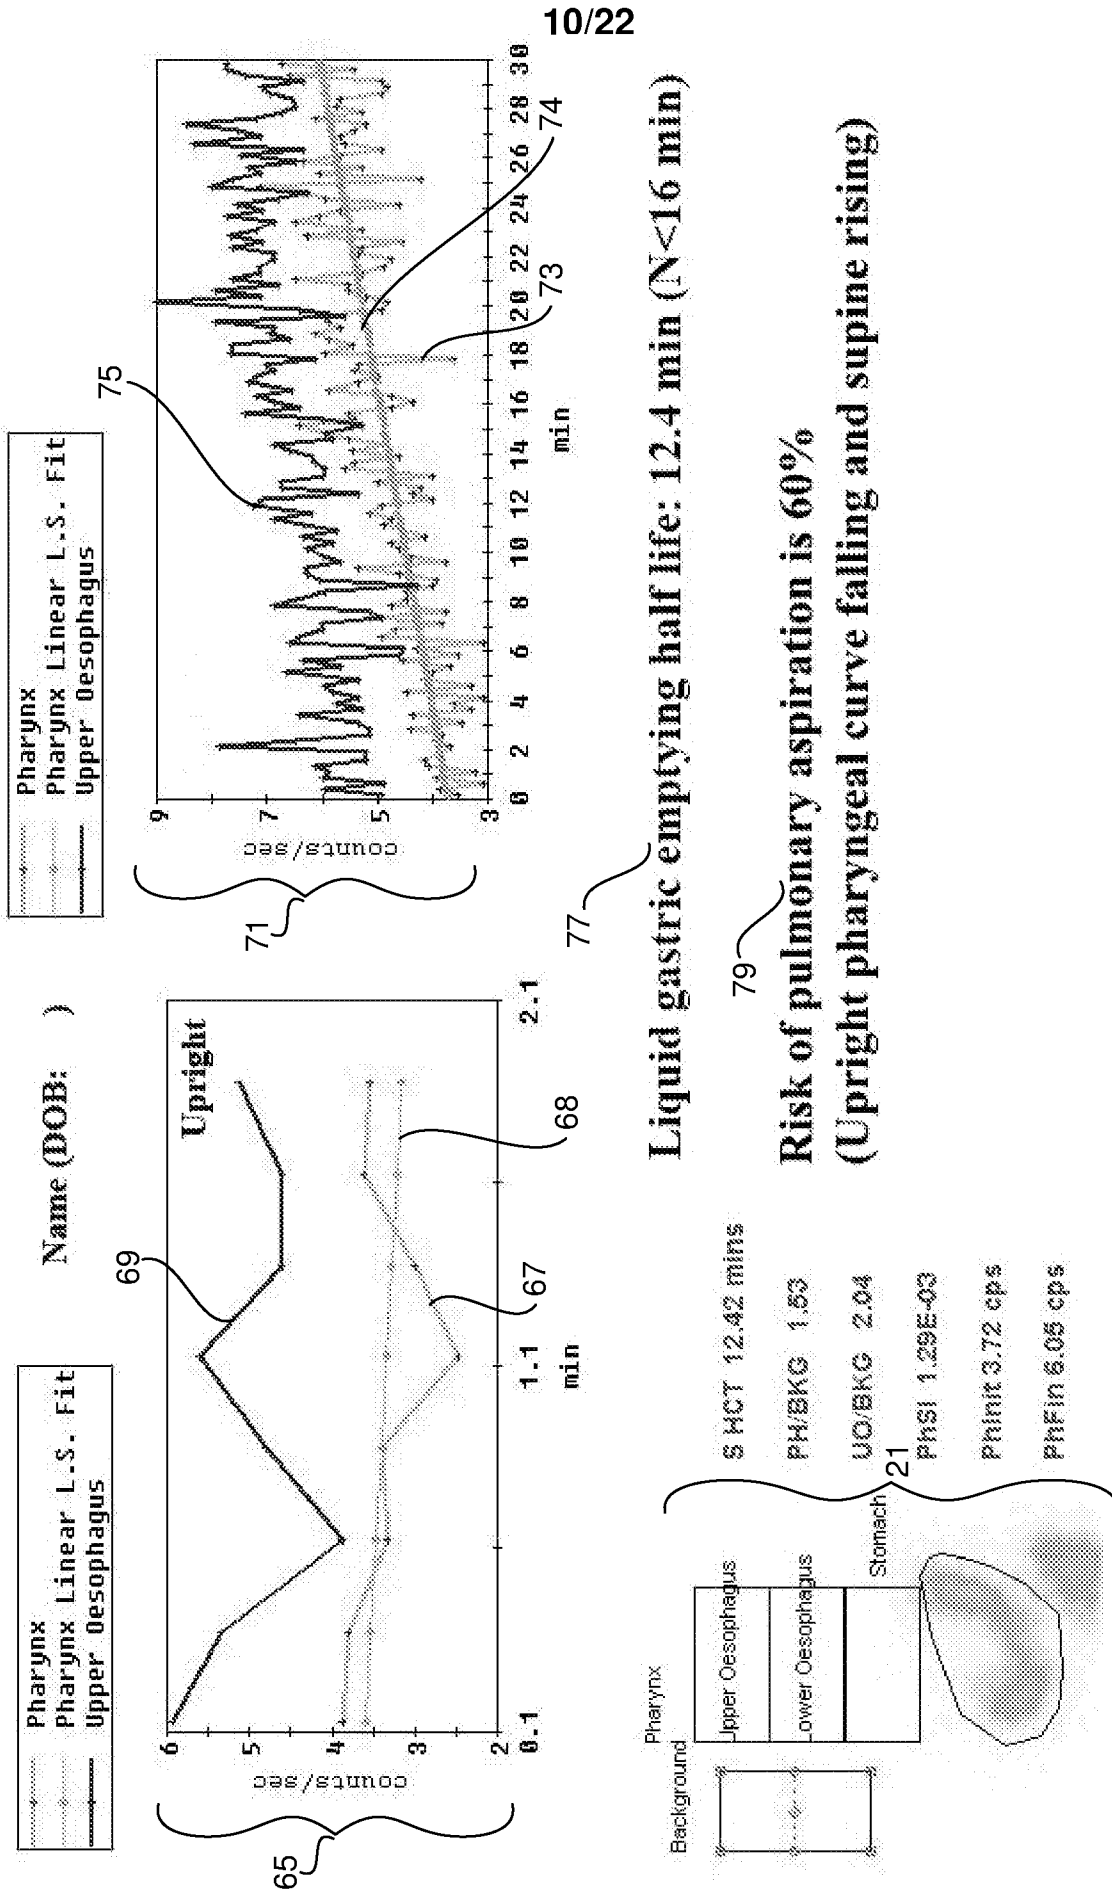 10/22
Name (DOB: )
Pharynx
Pharynx Linear L.S. Fit
Upper Oesophagus
Upright
69
68
67
65
6
5
4
3
2
counts/sec
0.1
1.1
2.1
min
Pharynx
Pharynx Linear L.S. Fit
Upper Oesophagus
75
74
73
71
9
7
5
3
counts/sec
0 2 4 6 8 10 12 14 16 18 20 22 24 26 28 30
min
Background
Pharynx
Upper Oesophagus
Lower Oesophagus
Stomach
21
S HCT 12.42 mins
PH/BKG 1.53
UO/BKG 2.04
PhSl 1.29E-03
PhInit 3.72 cps
PhFin 6.05 cps
77
Liquid gastric emptying half life: 12.4 min (N<16 min)
79
Risk of pulmonary aspiration is 60%
(Upright pharyngeal curve falling and supine rising)